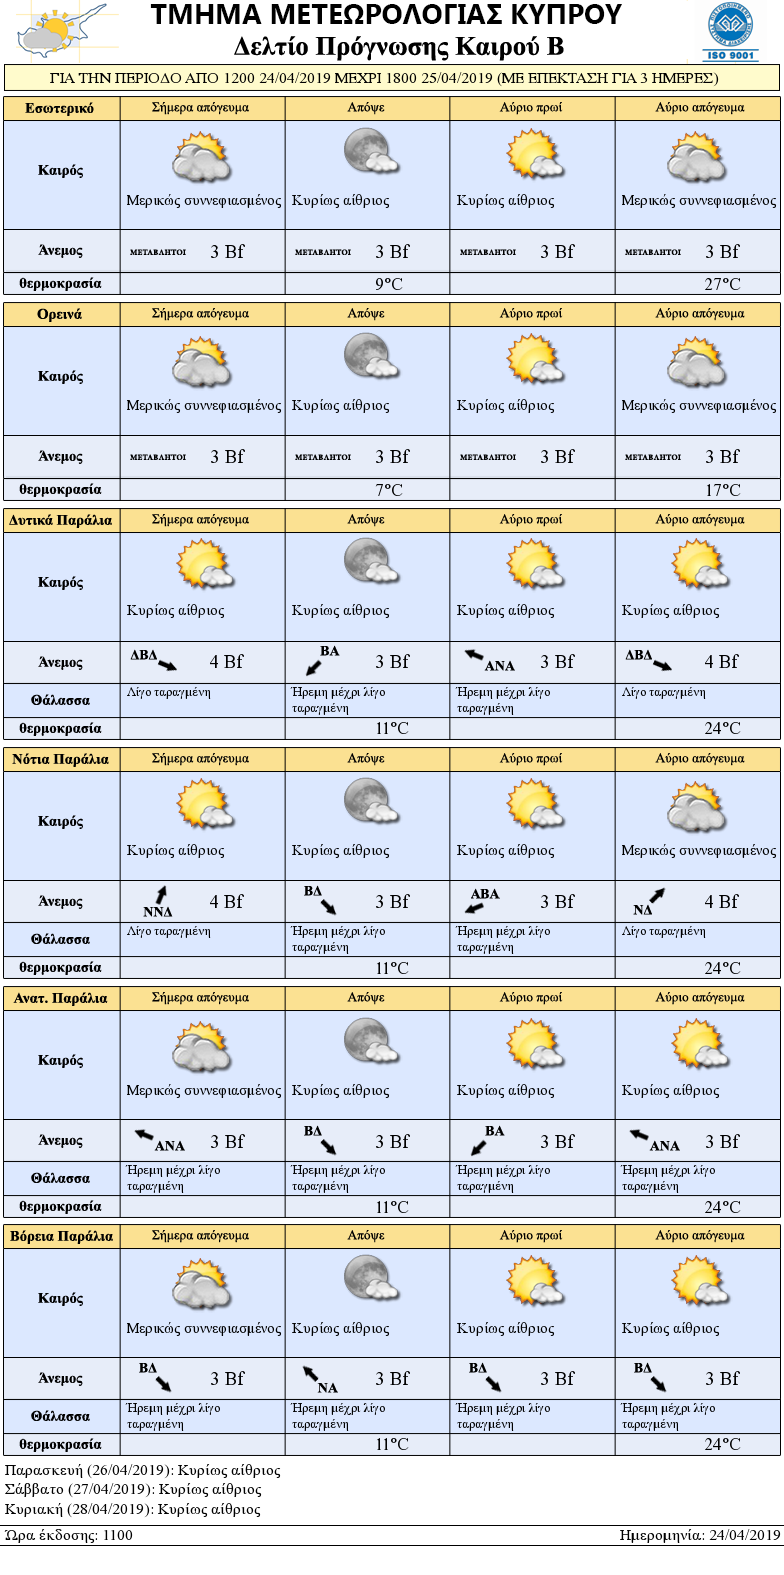 ΤΜΗΜΑ ΜΕΤΕΩΡΟΛΟΓΙΑΣ ΚΥΠΡΟΥ
Δελτίο Πρόγνωσης Καιρού Β
ISO 9001
ΓΙΑ ΤΗΝ ΠΕΡΙΟΔΟ ΑΠΟ 1200 24/04/2019 ΜΕΧΡΙ 1800 25/04/2019 (ΜΕ ΕΠΕΚΤΑΣΗ ΓΙΑ 3 ΗΜΕΡΕΣ)
Εσωτερικό Σήμερα απόγευμα Απόψε Αύριο πρωί Αύριο απόγευμα
Καιρός
Μερικώς συννεφιασμένος Κυρίως αίθριος Κυρίως αίθριος Μερικώς συννεφιασμένος
Άνεμος ΜΕΤΑΒΛΗΤΟΙ 3 Bf ΜΕΤΑΒΛΗΤΟΙ 3 Bf ΜΕΤΑΒΛΗΤΟΙ 3 Bf ΜΕΤΑΒΛΗΤΟΙ 3 Bf
θερμοκρασία 9°C 27°C
Ορεινά Σήμερα απόγευμα Απόψε Αύριο πρωί Αύριο απόγευμα
Καιρός
Μερικώς συννεφιασμένος Κυρίως αίθριος Κυρίως αίθριος Μερικώς συννεφιασμένος
Άνεμος ΜΕΤΑΒΛΗΤΟΙ 3 Bf ΜΕΤΑΒΛΗΤΟΙ 3 Bf ΜΕΤΑΒΛΗΤΟΙ 3 Bf ΜΕΤΑΒΛΗΤΟΙ 3 Bf
θερμοκρασία 7°C 17°C
Δυτικά Παράλια Σήμερα απόγευμα Απόψε Αύριο πρωί Αύριο απόγευμα
Καιρός
Κυρίως αίθριος Κυρίως αίθριος Κυρίως αίθριος Κυρίως αίθριος
Άνεμος ΔΒΔ 4 Bf ΒΑ 3 Bf ΑΝΑ 3 Bf ΔΒΔ 4 Bf
Θάλασσα Λίγο ταραγμένη Ήρεμη μέχρι λίγο Ήρεμη μέχρι λίγο Λίγο ταραγμένη
ταραγμένη ταραγμένη
θερμοκρασία 11°C 24°C
Νότια Παράλια Σήμερα απόγευμα Απόψε Αύριο πρωί Αύριο απόγευμα
Καιρός
Κυρίως αίθριος Κυρίως αίθριος Κυρίως αίθριος Μερικώς συννεφιασμένος
Άνεμος ΝΝΔ 4 Bf ΒΔ 3 Bf ΑΒΑ 3 Bf ΝΔ 4 Bf
Θάλασσα Λίγο ταραγμένη Ήρεμη μέχρι λίγο Ήρεμη μέχρι λίγο Λίγο ταραγμένη
ταραγμένη ταραγμένη
θερμοκρασία 11°C 24°C
Ανατ. Παράλια Σήμερα απόγευμα Απόψε Αύριο πρωί Αύριο απόγευμα
Καιρός
Μερικώς συννεφιασμένος Κυρίως αίθριος Κυρίως αίθριος Κυρίως αίθριος
Άνεμος ΑΝΑ 3 Bf ΒΔ 3 Bf ΒΑ 3 Bf ΑΝΑ 3 Bf
Θάλασσα Ήρεμη μέχρι λίγο Ήρεμη μέχρι λίγο Ήρεμη μέχρι λίγο Ήρεμη μέχρι λίγο
ταραγμένη ταραγμένη ταραγμένη ταραγμένη
θερμοκρασία 11°C 24°C
Βόρεια Παράλια Σήμερα απόγευμα Απόψε Αύριο πρωί Αύριο απόγευμα
Καιρός
Μερικώς συννεφιασμένος Κυρίως αίθριος Κυρίως αίθριος Κυρίως αίθριος
Άνεμος ΒΔ 3 Bf ΝΑ 3 Bf ΒΔ 3 Bf ΒΔ 3 Bf
Θάλασσα Ήρεμη μέχρι λίγο Ήρεμη μέχρι λίγο Ήρεμη μέχρι λίγο Ήρεμη μέχρι λίγο
ταραγμένη ταραγμένη ταραγμένη ταραγμένη
θερμοκρασία 11°C 24°C
Παρασκευή (26/04/2019): Κυρίως αίθριος
Σάββατο (27/04/2019): Κυρίως αίθριος
Κυριακή (28/04/2019): Κυρίως αίθριος
Ώρα έκδοσης: 1100 Ημερομηνία: 24/04/2019